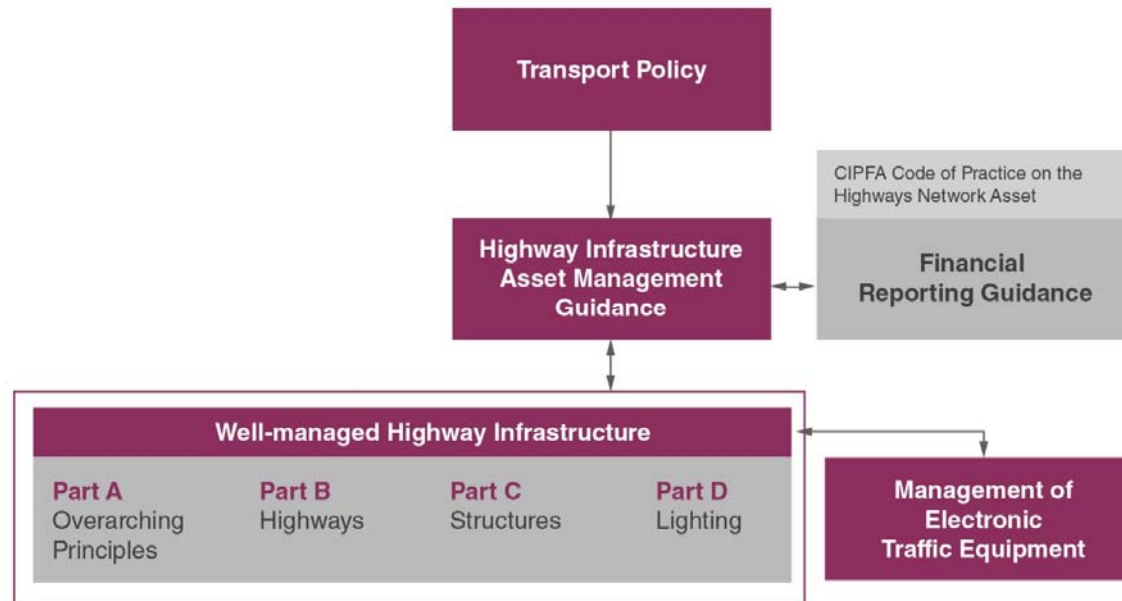 Transport Policy
CIPFA Code of Practice on the
Highways Network Asset
Highway Infrastructure
Asset Management
Guidance
Financial
Reporting Guidance
Well-managed Highway Infrastructure
Part A
Overarching
Principles
Part B
Highways
Part C
Structures
Part D
Lighting
Management of
Electronic
Traffic Equipment